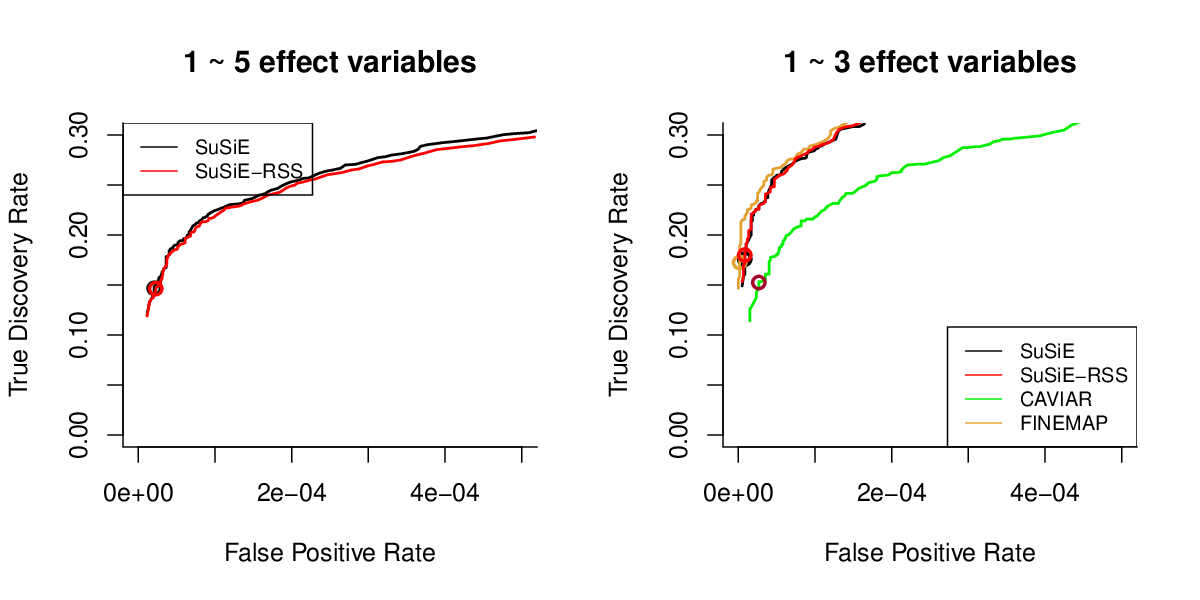 1 ~ 5 effect variables
True Discovery Rate
0.30
0.20
0.10
0.00
SuSiE
SuSiE−RSS
0e+00 2e−04 4e−04
False Positive Rate
1 ~ 3 effect variables
True Discovery Rate
0.30
0.20
0.10
0.00
SuSiE
SuSiE−RSS
CAVIAR
FINEMAP
0e+00 2e−04 4e−04
False Positive Rate